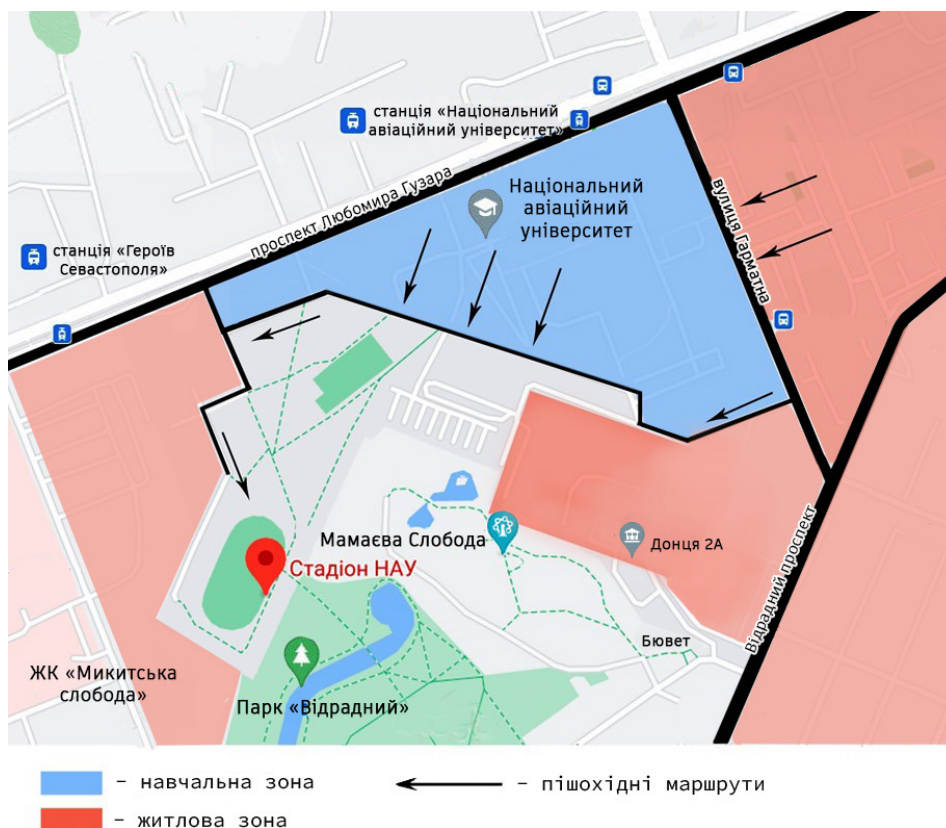 станція «Національний
авіаційний університет»
Національний
авіаційний
університет
проспект Любомира Гузара
вулиця Гарматна
станція «Героїв
Севастополя»
Мамаєва Слобода
Донця 2А
Стадіон НАУ
Відрадний проспект
Бювет
ЖК «Микитська
слобода»
Парк «Відрадний»
– навчальна зона
– пішохідні маршрути
– житлова зона